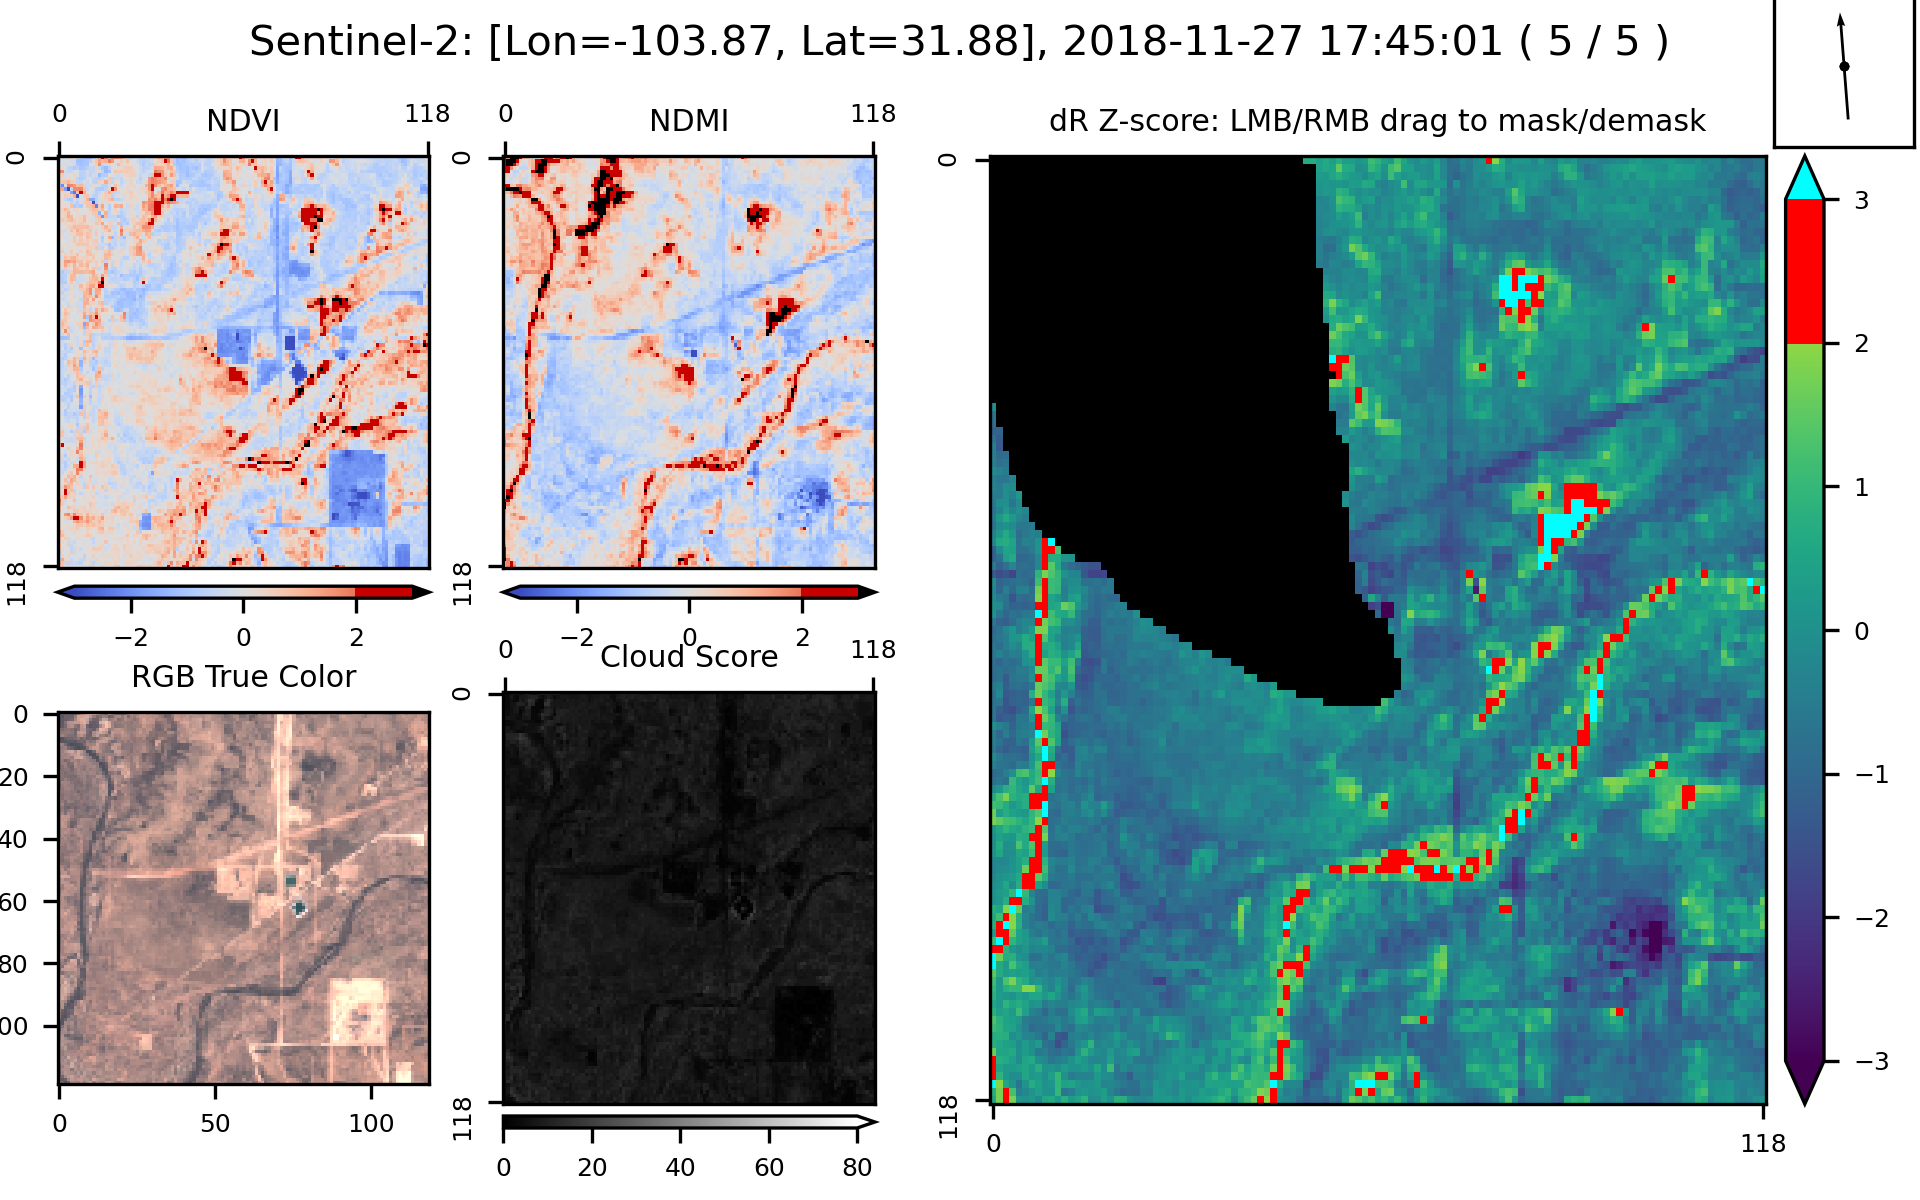 Sentinel-2: [Lon=-103.87, Lat=31.88], 2018-11-27 17:45:01 ( 5 / 5 )
0 NDVI 118
0 NDMI 118
dR Z-score: LMB/RMB drag to mask/demask
0
0
0
3
2
1
0
−1
−2
−3
118
118
−2 0 2
−2 0 2
RGB True Color
0 Cloud Score 118
0
20
40
60
80
00
0
118
118
0 50 100
0 20 40 60 80
0 118